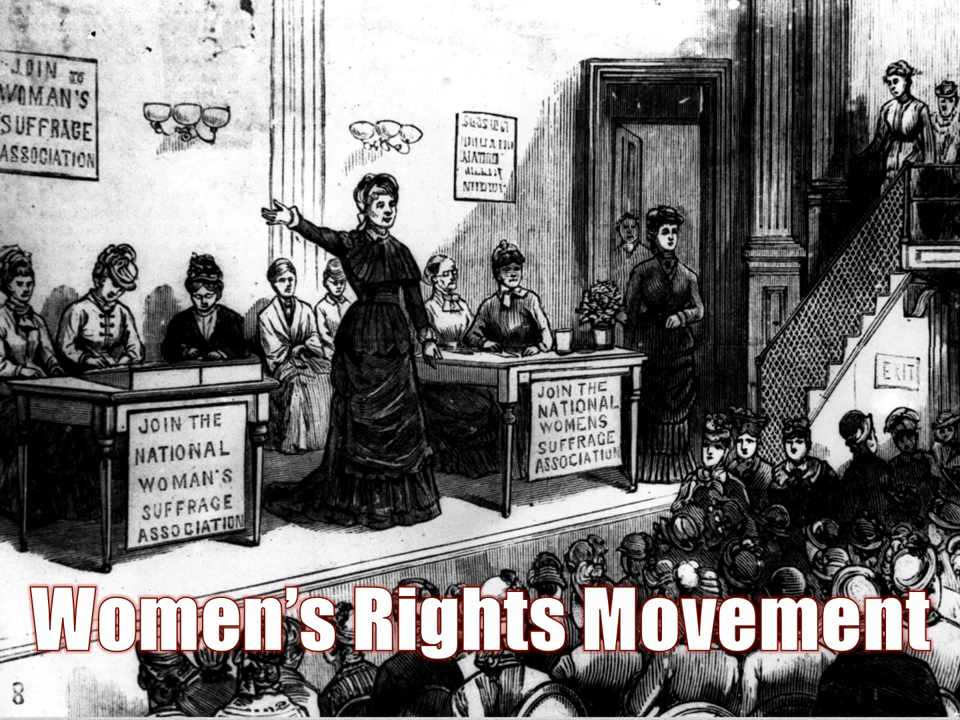 JOIN TO
WOMAN'S
SUFFRAGE
ASSOCIATION
EXIT
JOIN THE
NATIONAL
WOMAN'S
SUFFRAGE
ASSOCIATION
JOIN THE
NATIONAL
WOMENS
SUFFRAGE
ASSOCIATION
Women's Rights Movement
8